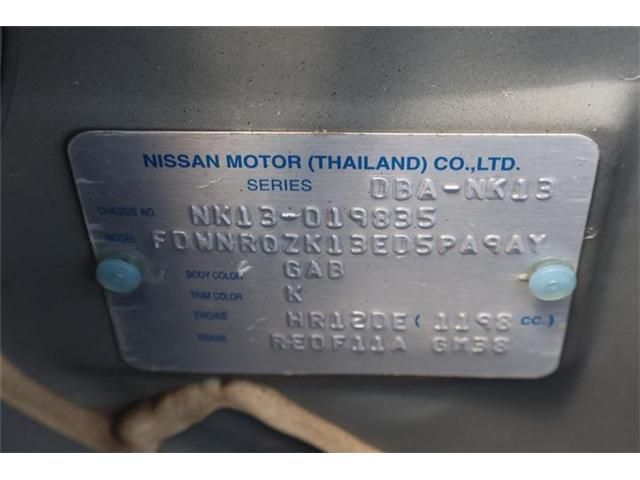 NISSAN MOTOR (THAILAND) CO.,LTD.
SERIES DBA-NK13
CHASSIS NO. NK13-019835
MODEL FDWNRQZK13ED5PA9AY
BODY COLOR GAB
TRIM COLOR K
ENGINE HR12DE ( 1198 CC.)
TRANS. RE0F11A GM38